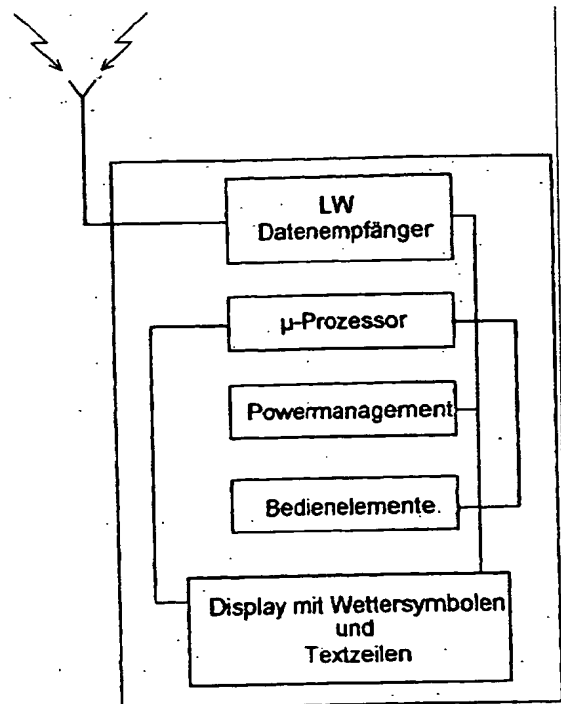 LW
Datenempfänger
µ-Prozessor
Powermanagement
Bedienelemente
Display mit Wettersymbolen
und
Textzeilen